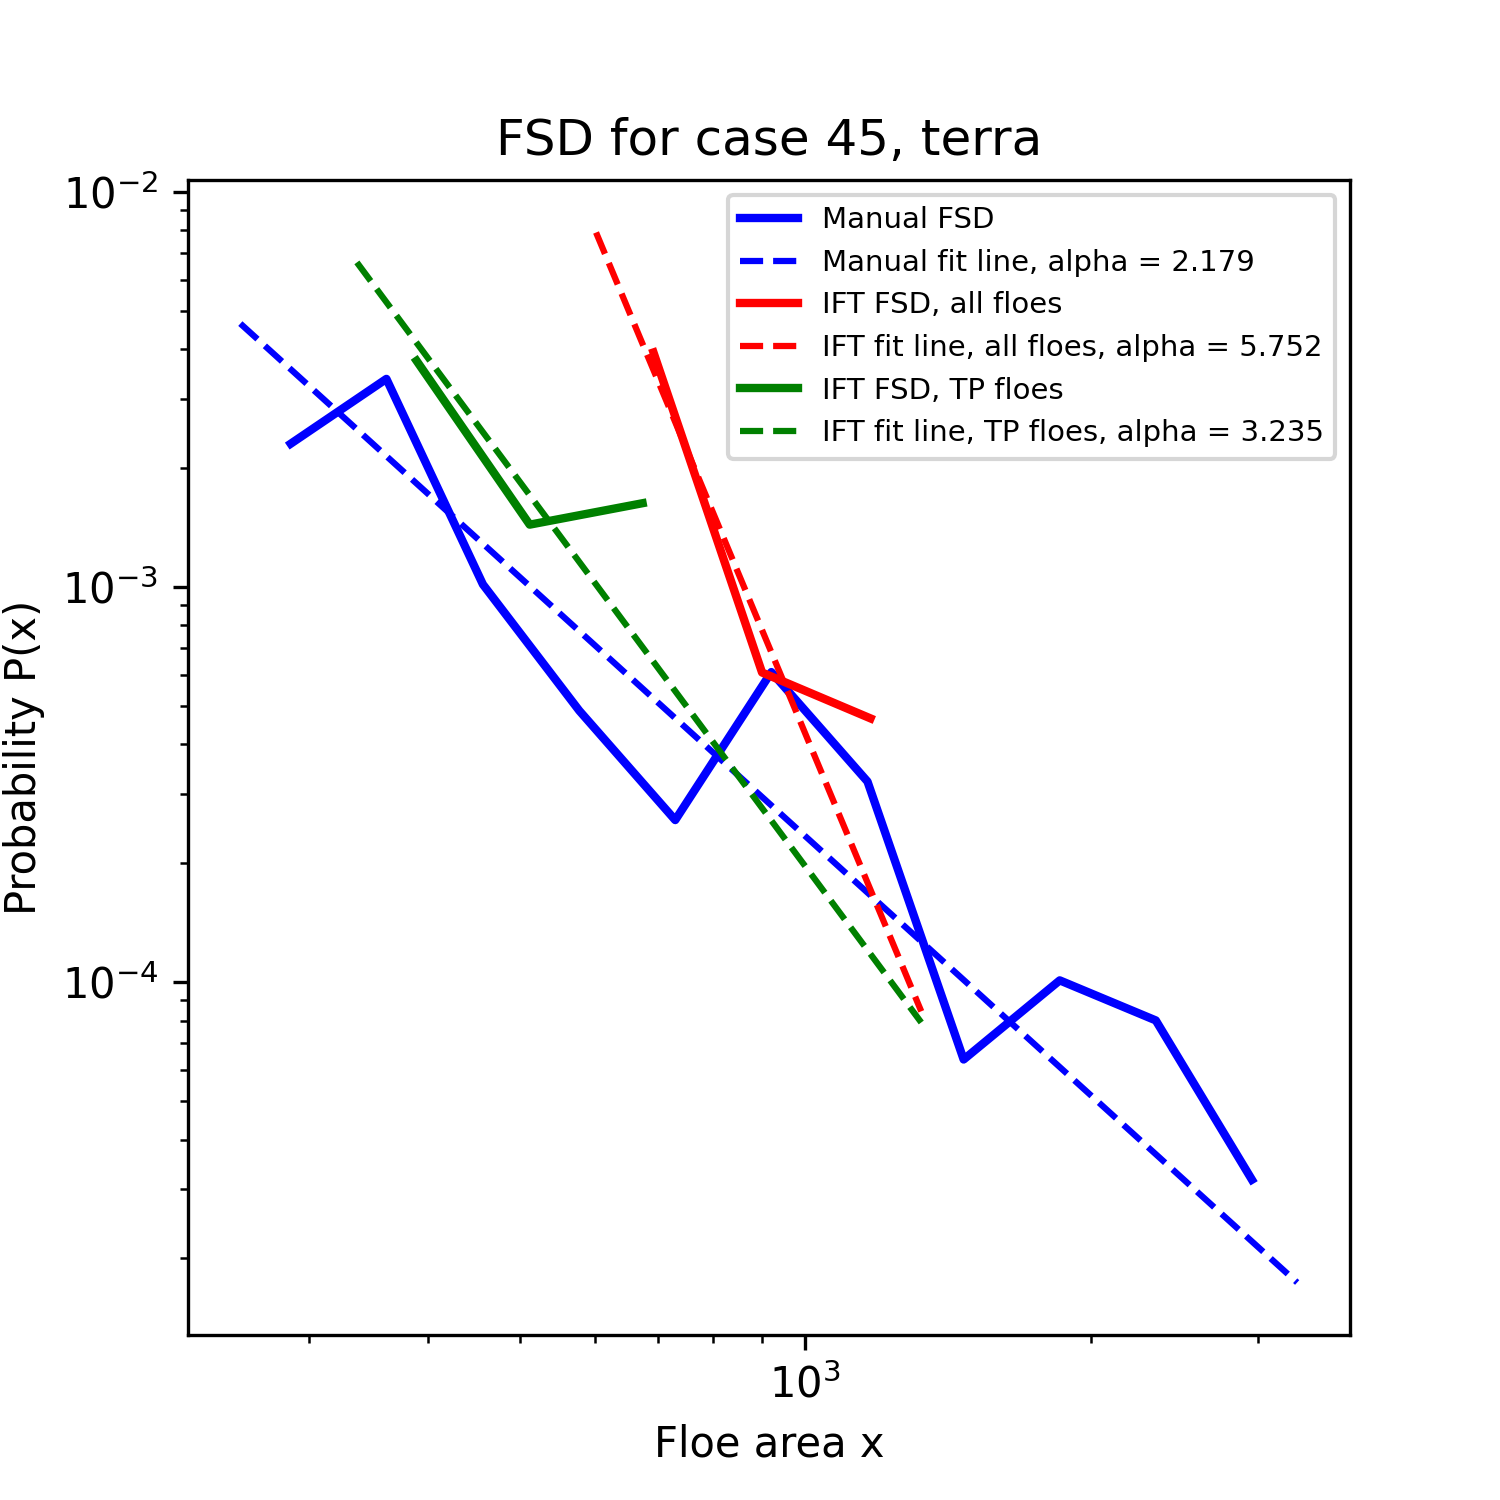 FSD for case 45, terra
10⁻²
10⁻³
10⁻⁴
Probability P(x)
Manual FSD
Manual fit line, alpha = 2.179
IFT FSD, all floes
IFT fit line, all floes, alpha = 5.752
IFT FSD, TP floes
IFT fit line, TP floes, alpha = 3.235
10³
Floe area x